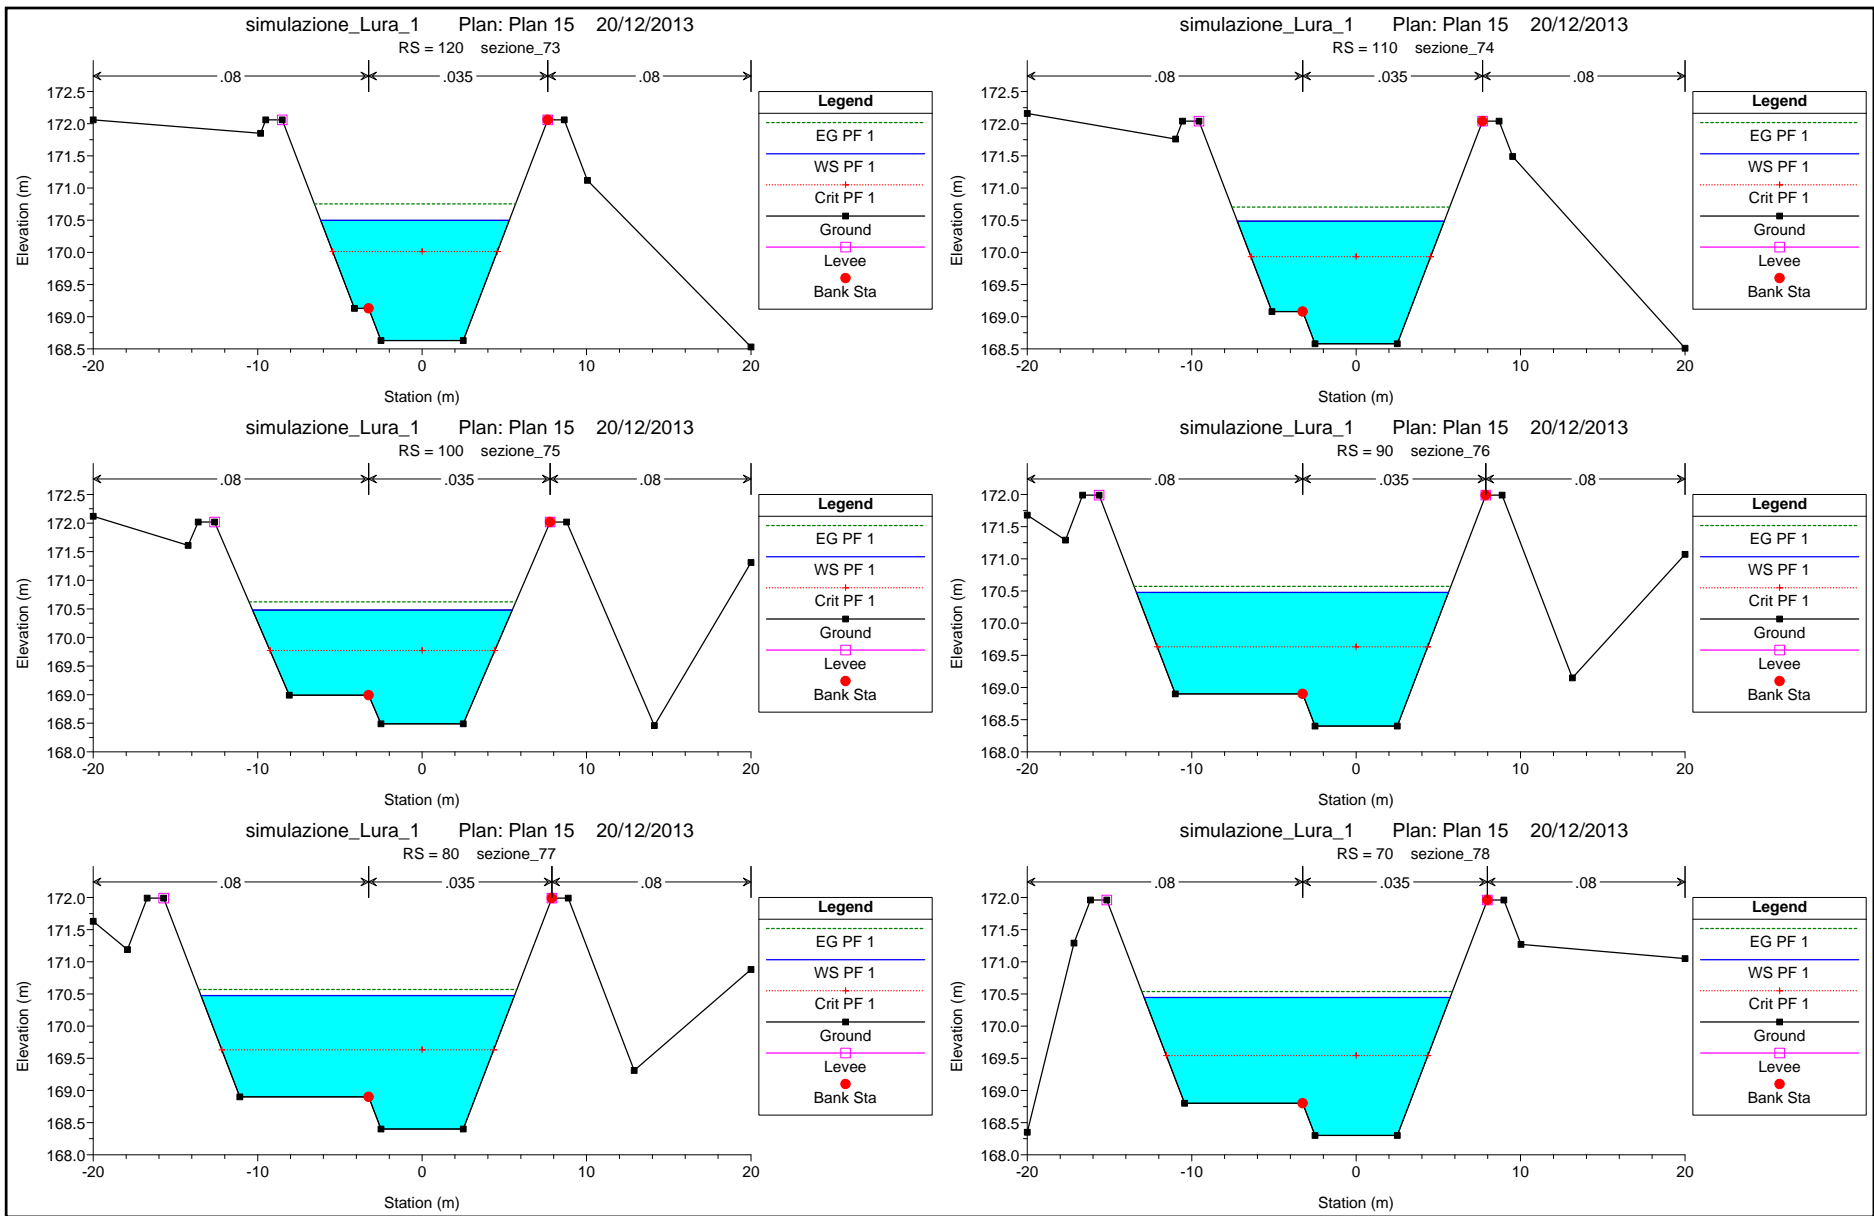 simulazione_Lura_1 Plan: Plan 15 20/12/2013
RS = 120 sezione_73
.08 .035 .08
172.5
172.0
171.5
171.0
170.5
170.0
169.5
169.0
168.5
Elevation (m)
-20 -10 0 10 20
Station (m)
Legend
EG PF 1
WS PF 1
Crit PF 1
Ground
Levee
Bank Sta
simulazione_Lura_1 Plan: Plan 15 20/12/2013
RS = 110 sezione_74
.08 .035 .08
172.5
172.0
171.5
171.0
170.5
170.0
169.5
169.0
168.5
Elevation (m)
-20 -10 0 10 20
Station (m)
Legend
EG PF 1
WS PF 1
Crit PF 1
Ground
Levee
Bank Sta
simulazione_Lura_1 Plan: Plan 15 20/12/2013
RS = 100 sezione_75
.08 .035 .08
172.5
172.0
171.5
171.0
170.5
170.0
169.5
169.0
168.5
168.0
Elevation (m)
-20 -10 0 10 20
Station (m)
Legend
EG PF 1
WS PF 1
Crit PF 1
Ground
Levee
Bank Sta
simulazione_Lura_1 Plan: Plan 15 20/12/2013
RS = 90 sezione_76
.08 .035 .08
172.0
171.5
171.0
170.5
170.0
169.5
169.0
168.5
168.0
Elevation (m)
-20 -10 0 10 20
Station (m)
Legend
EG PF 1
WS PF 1
Crit PF 1
Ground
Levee
Bank Sta
simulazione_Lura_1 Plan: Plan 15 20/12/2013
RS = 80 sezione_77
.08 .035 .08
172.0
171.5
171.0
170.5
170.0
169.5
169.0
168.5
168.0
Elevation (m)
-20 -10 0 10 20
Station (m)
Legend
EG PF 1
WS PF 1
Crit PF 1
Ground
Levee
Bank Sta
simulazione_Lura_1 Plan: Plan 15 20/12/2013
RS = 70 sezione_78
.08 .035 .08
172.0
171.5
171.0
170.5
170.0
169.5
169.0
168.5
168.0
Elevation (m)
-20 -10 0 10 20
Station (m)
Legend
EG PF 1
WS PF 1
Crit PF 1
Ground
Levee
Bank Sta